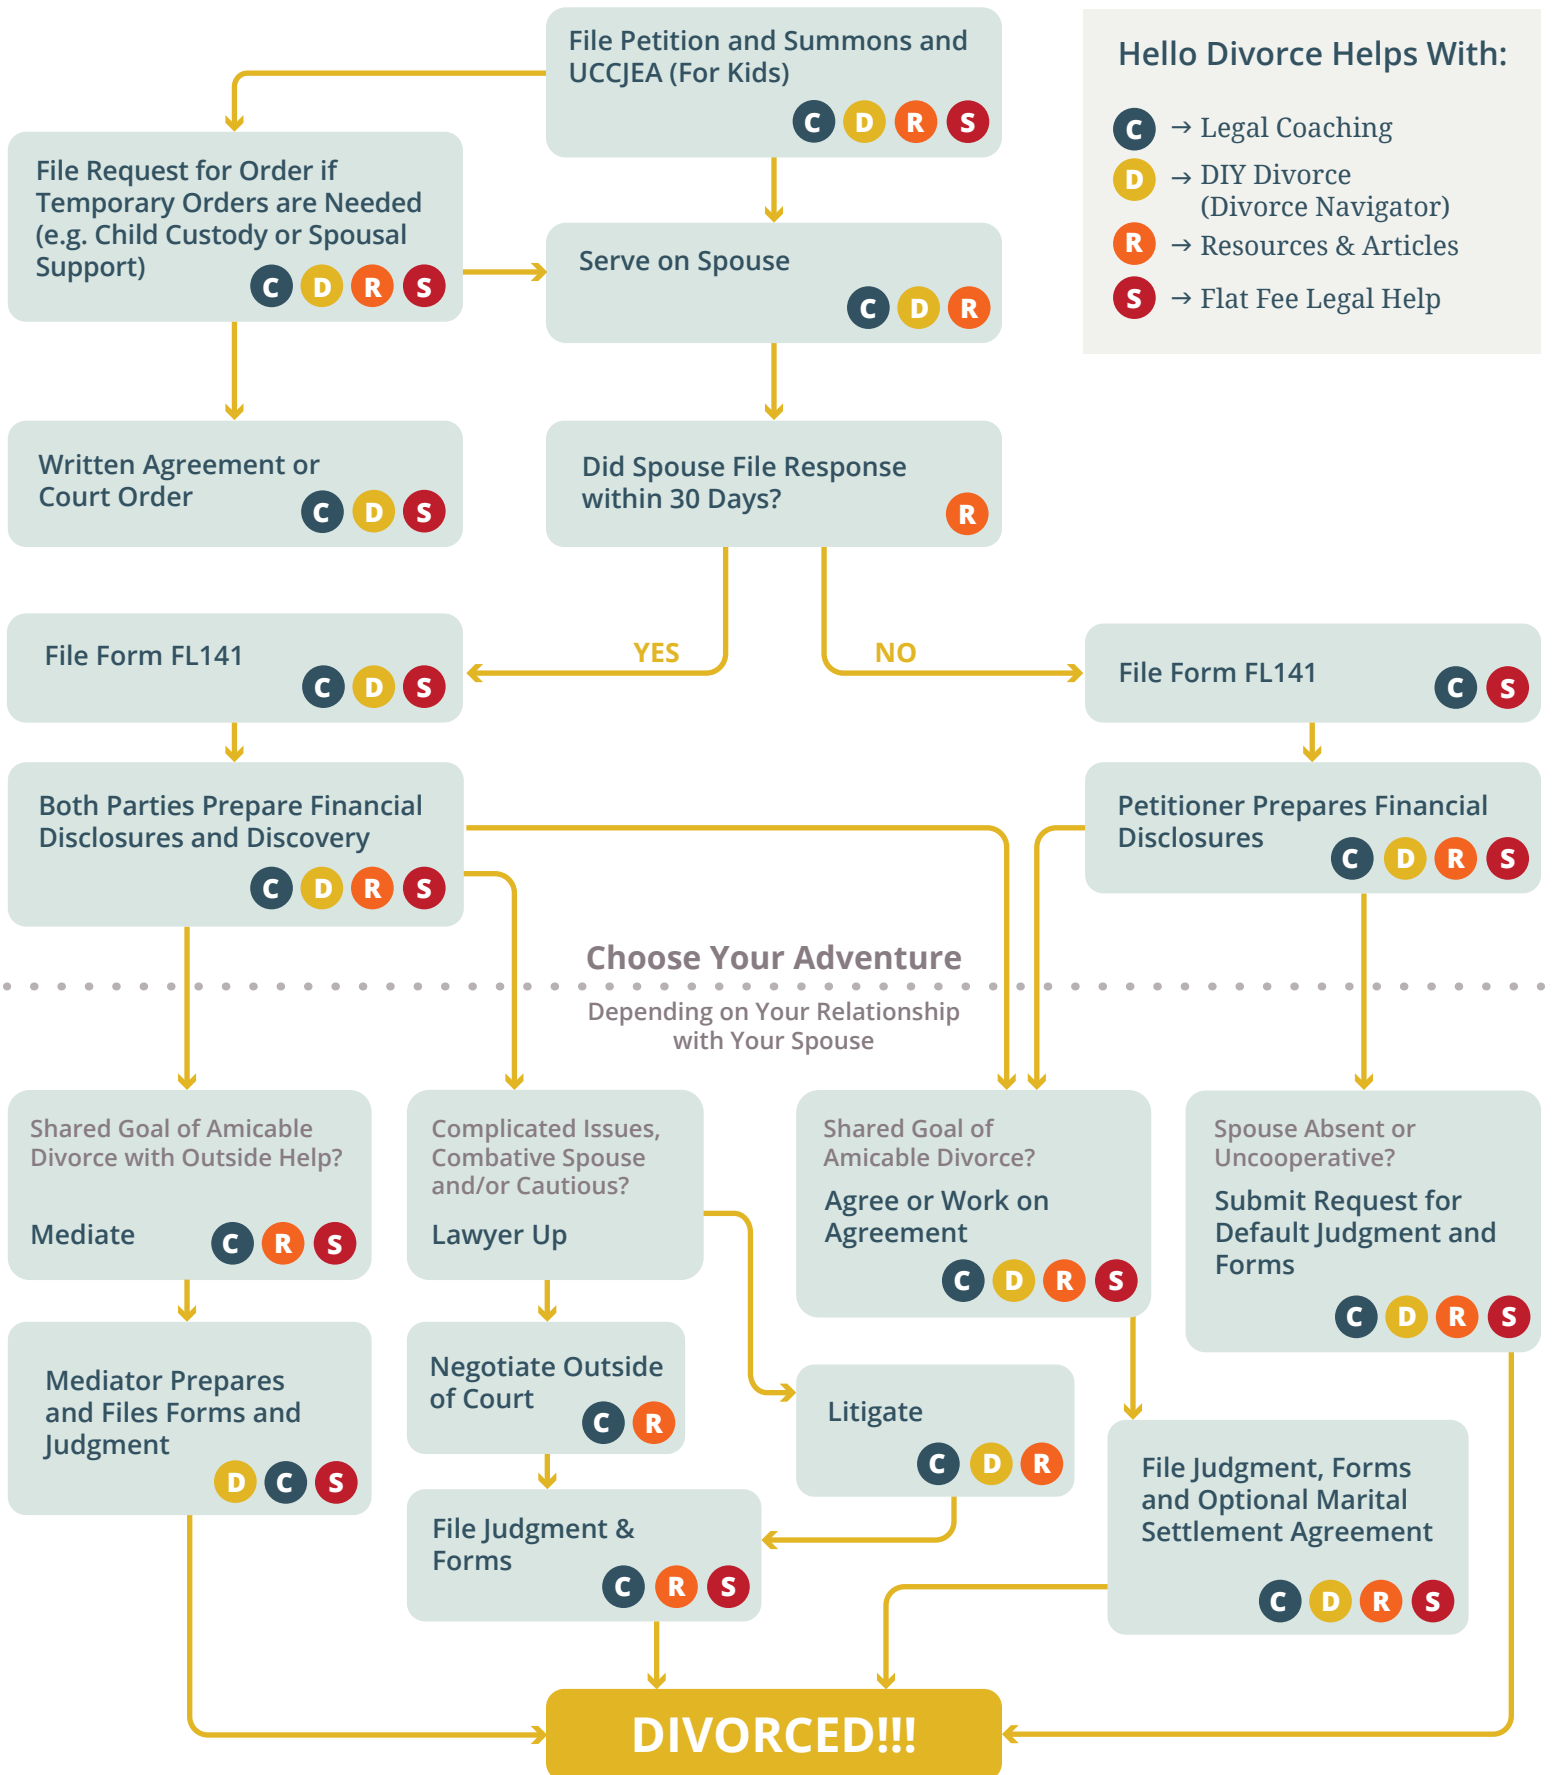 File Petition and Summons and
UCCJEA (For Kids)
C D R S
Hello Divorce Helps With:
C → Legal Coaching
D → DIY Divorce
(Divorce Navigator)
R → Resources & Articles
S → Flat Fee Legal Help
File Request for Order if
Temporary Orders are Needed
(e.g. Child Custody or Spousal
Support)
C D R S
Serve on Spouse
C D R
Written Agreement or
Court Order
C D S
Did Spouse File Response
within 30 Days?
R
YES
NO
File Form FL141
C D S
File Form FL141
C S
Both Parties Prepare Financial
Disclosures and Discovery
C D R S
Petitioner Prepares Financial
Disclosures
C D R S
Choose Your Adventure
Depending on Your Relationship
with Your Spouse
Shared Goal of Amicable
Divorce with Outside Help?
Mediate
C R S
Complicated Issues,
Combative Spouse
and/or Cautious?
Lawyer Up
Shared Goal of
Amicable Divorce?
Agree or Work on
Agreement
C D R S
Spouse Absent or
Uncooperative?
Submit Request for
Default Judgment and
Forms
C D R S
Mediator Prepares
and Files Forms and
Judgment
D C S
Negotiate Outside
of Court
C R
Litigate
C D R
File Judgment, Forms
and Optional Marital
Settlement Agreement
C D R S
File Judgment &
Forms
C R S
DIVORCED!!!